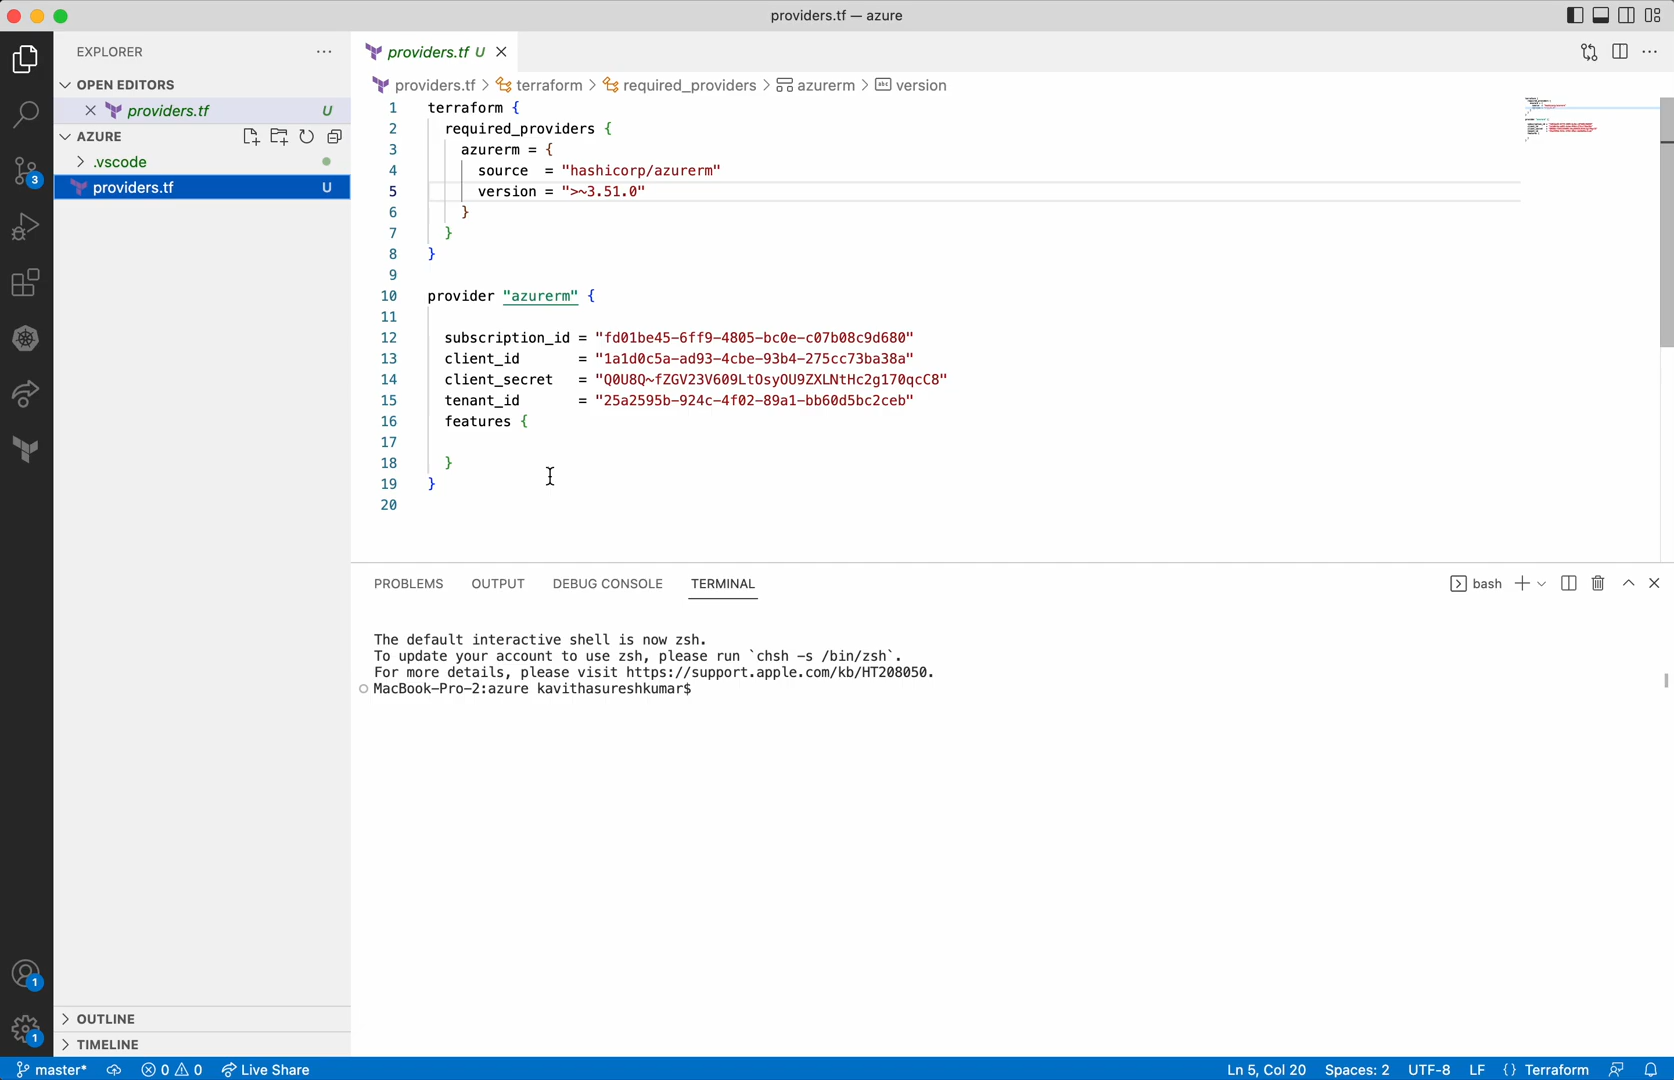 providers.tf — azure
EXPLORER
OPEN EDITORS
providers.tf U
AZURE
.vscode
providers.tf U
3
1
1
OUTLINE
TIMELINE
providers.tf U
providers.tf > terraform > required_providers > azurerm > version
1 terraform {
2 required_providers {
3 azurerm = {
4 source = "hashicorp/azurerm"
5 version = ">~3.51.0"
6 }
7 }
8 }
9
10 provider "azurerm" {
11
12 subscription_id = "fd01be45-6ff9-4805-bc0e-c07b08c9d680"
13 client_id = "1a1d0c5a-ad93-4cbe-93b4-275cc73ba38a"
14 client_secret = "Q0U8Q~fZGV23V609LtOsyOU9ZXLNtHc2g170qcC8"
15 tenant_id = "25a2595b-924c-4f02-89a1-bb60d5bc2ceb"
16 features {
17
18 }
19 }
20
PROBLEMS OUTPUT DEBUG CONSOLE TERMINAL
bash
The default interactive shell is now zsh.
To update your account to use zsh, please run `chsh -s /bin/zsh`.
For more details, please visit https://support.apple.com/kb/HT208050.
MacBook-Pro-2:azure kavithasureshkumar$
master* 0 0 Live Share
Ln 5, Col 20 Spaces: 2 UTF-8 LF {} Terraform